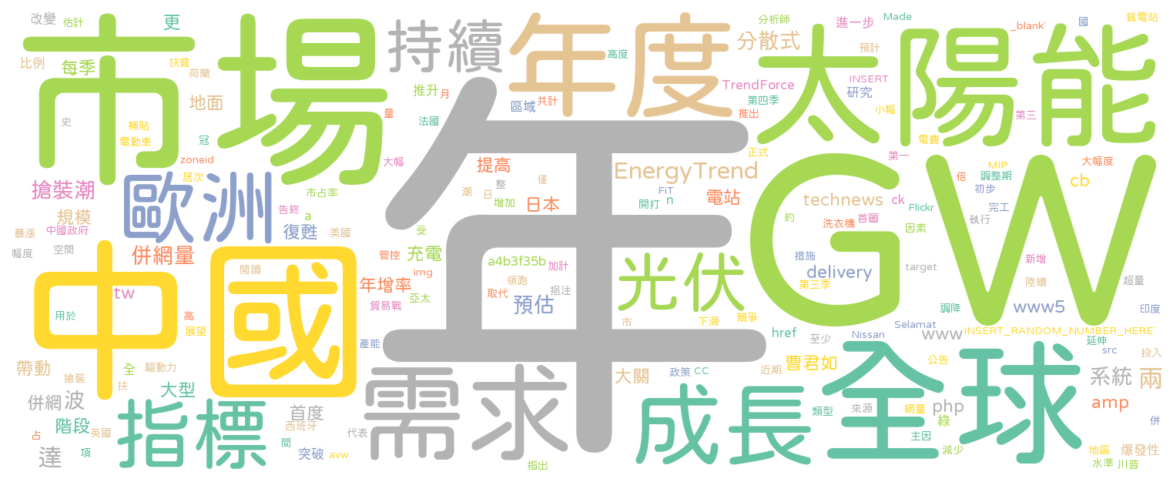 市場
年
GW
中國
太陽能
全球
年度
歐洲
需求
成長
指標
光伏
持續
EnergyTrend
改變
估計
更
比例
每季
扶蘢
荷蘭
地面
史
補貼
電動車
冠
zoneid
居次
搶裝潮
規模
告終
a
市占率
復甦
暴漲
中國政府
空間
幅度
併網量
美國
閱讀
tw
用於
高
展望
帶動
搶裝
全
驅動力
扶
大型
併網
波
階段
占
英國
項
達
首度
西班牙
間
突破
avw
代表
指出
推升
月
量
法國
大幅
高度
區域
共計
提高
潮
日
整
增加
僅
日本
受
管控
充電
年增率
img
貿易戰
亞太
產能
a4b3f35b
加計
領跑
取代
挹注
預估
市
大關
分散式
分析師
TrendForce
推出
第四季
正式
電站
FiT
開打
n
technews
ck
約
洗衣機
首圖
措施
delivery
第三季
下滑
競爭
href
至少
曹君如
近期
政策
CC
類型
來源
網量
php
綠
主因
減少
公告
Nissan
Selamat
調降
www
INSERT_RANDOM_NUMBER_HERE'
www5
target
因素
Flickr
第一
Made
進一步
預計
INSERT
研究
小幅
電費
第三
國
_blank'
大幅度
倍
MIP
調整期
初步
cb
完工
執行
新增
陸續
超量
印度
延伸
src
投入
系統
兩
amp
併
地區
爆發性
水準
川晋